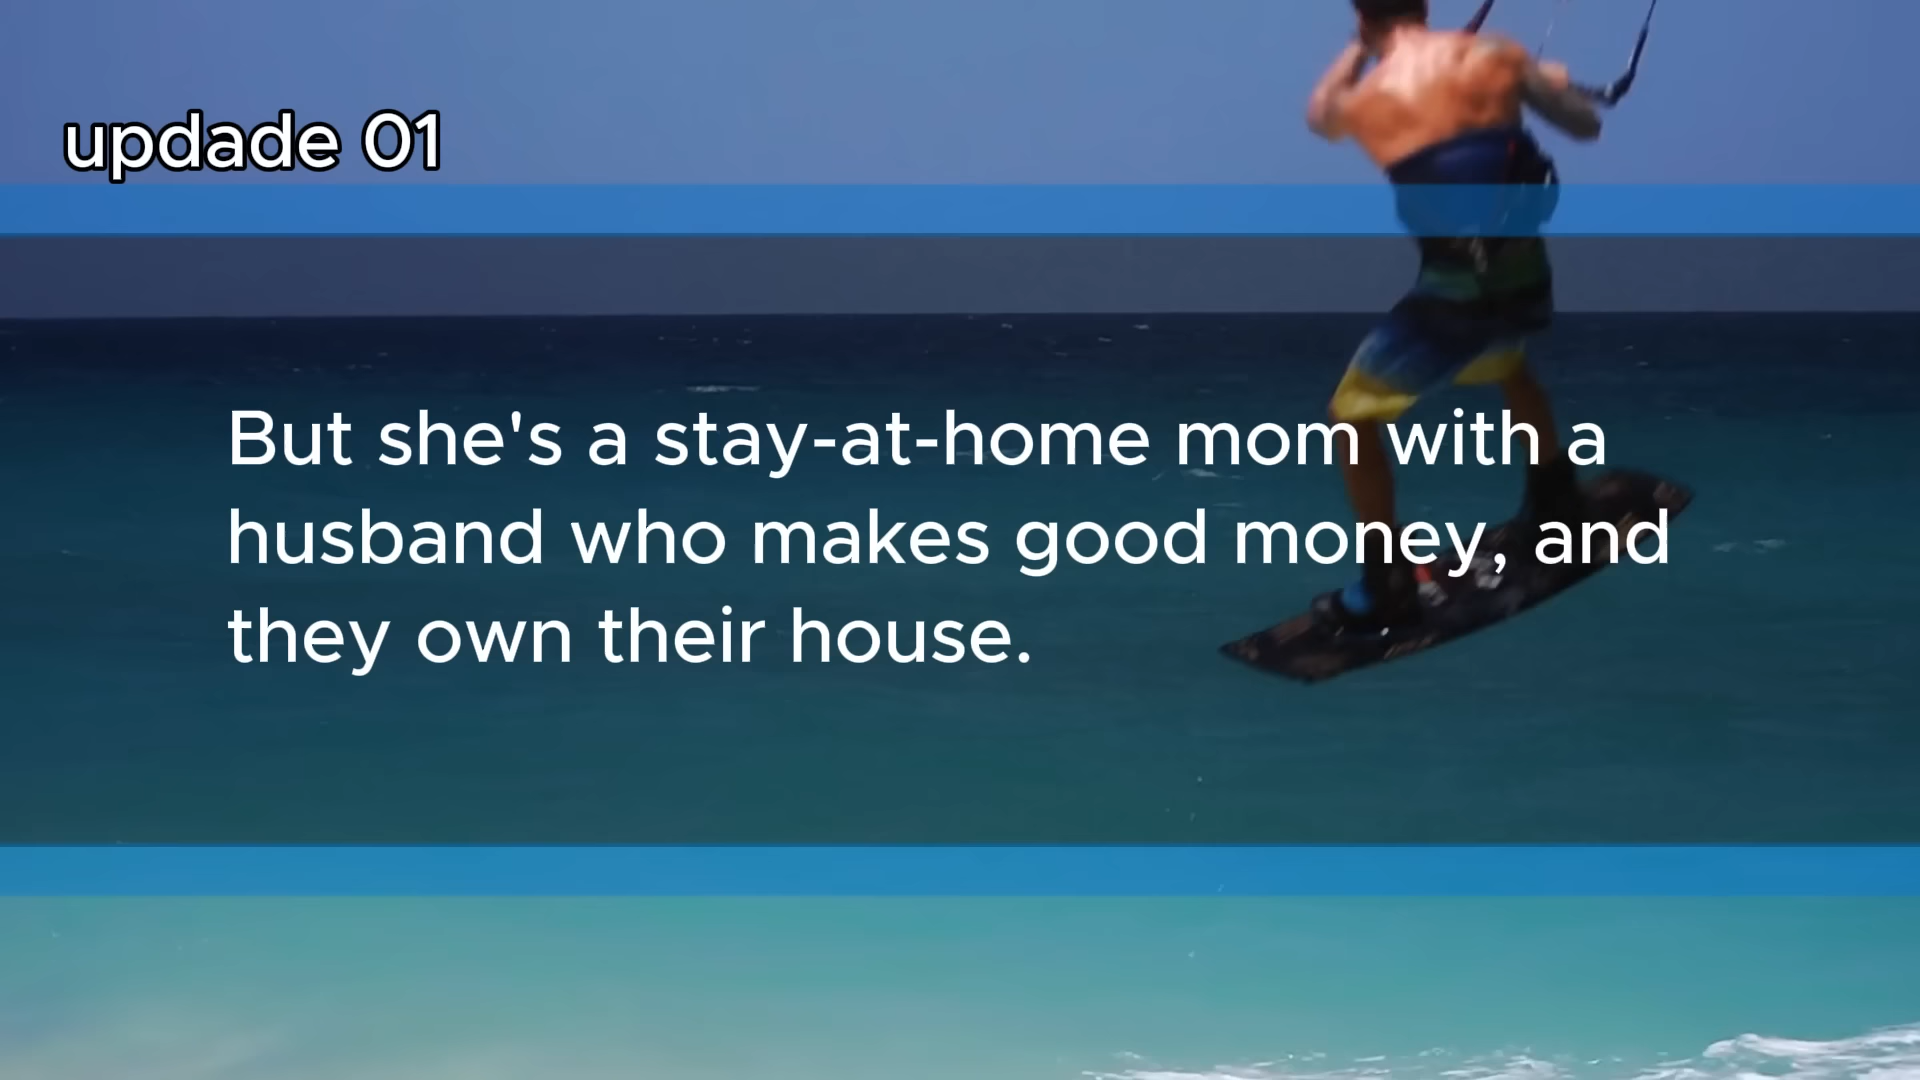 updade 01
But she's a stay-at-home mom with a
husband who makes good money, and
they own their house.